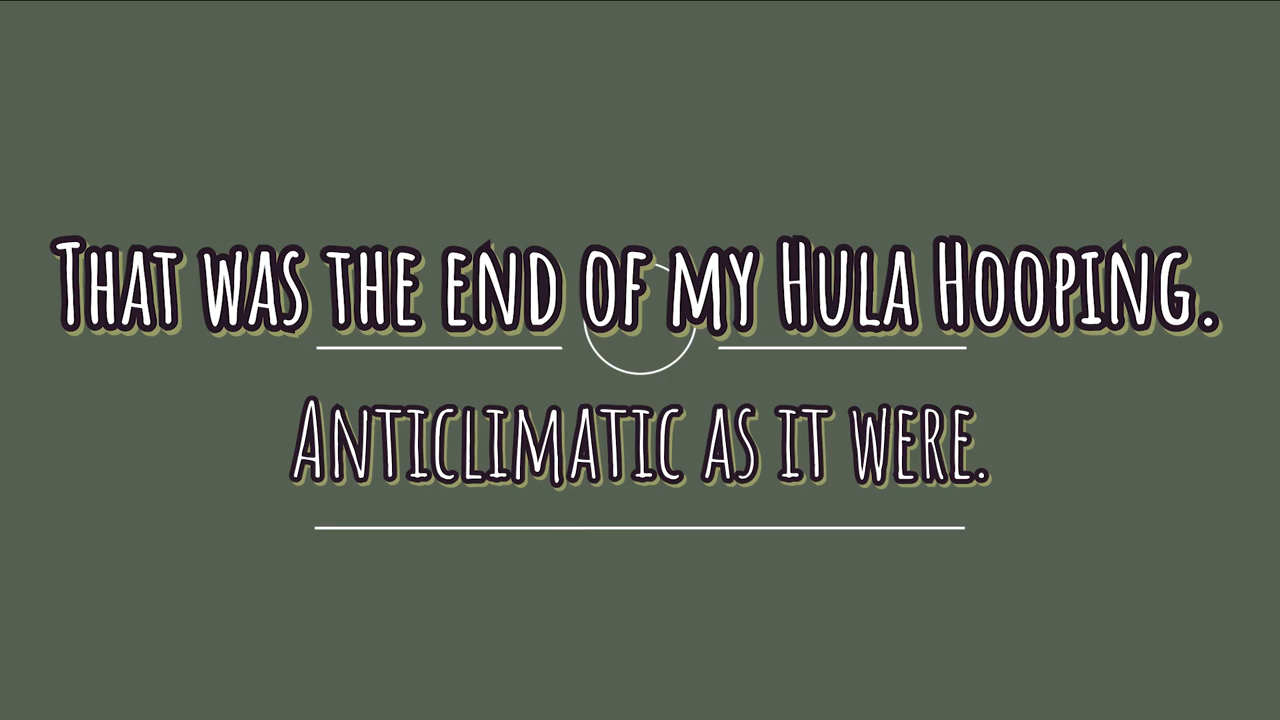 That was the end of my Hula Hooping.
Anticlimatic as it were.